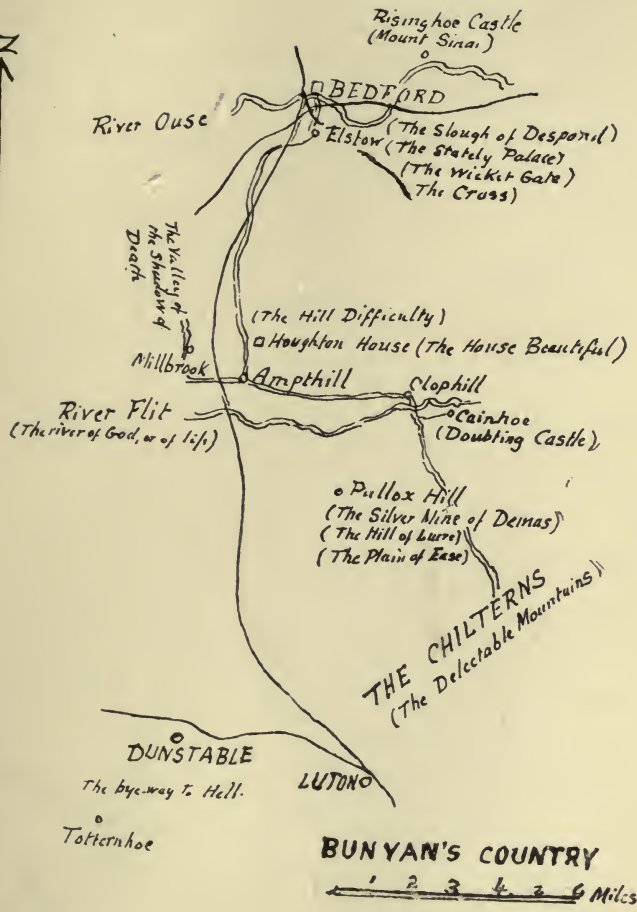 N
Risinghoe Castle
(Mount Sinai)
BEDFORD
River Ouse
Elstow
(The Slough of Despond)
(The Stately Palace)
(The Wicket Gate)
The Cross)
The Valley of
the Shadow of
Death
(The Hill Difficulty)
Houghton House (The House Beautiful)
Millbrook
Ampthill
Clophill
River Flit
(The river of God, or of life)
Cainhoe
(Doubting Castle)
Pullox Hill
(The Silver Mine of Demas)
(The Hill of Lucre)
(The Plain of Ease)
THE CHILTERNS
(The Delectable Mountains)
DUNSTABLE
The bye-way to Hell.
LUTON
Totternhoe
BUNYAN'S COUNTRY
1 2 3 4 5 6 Miles